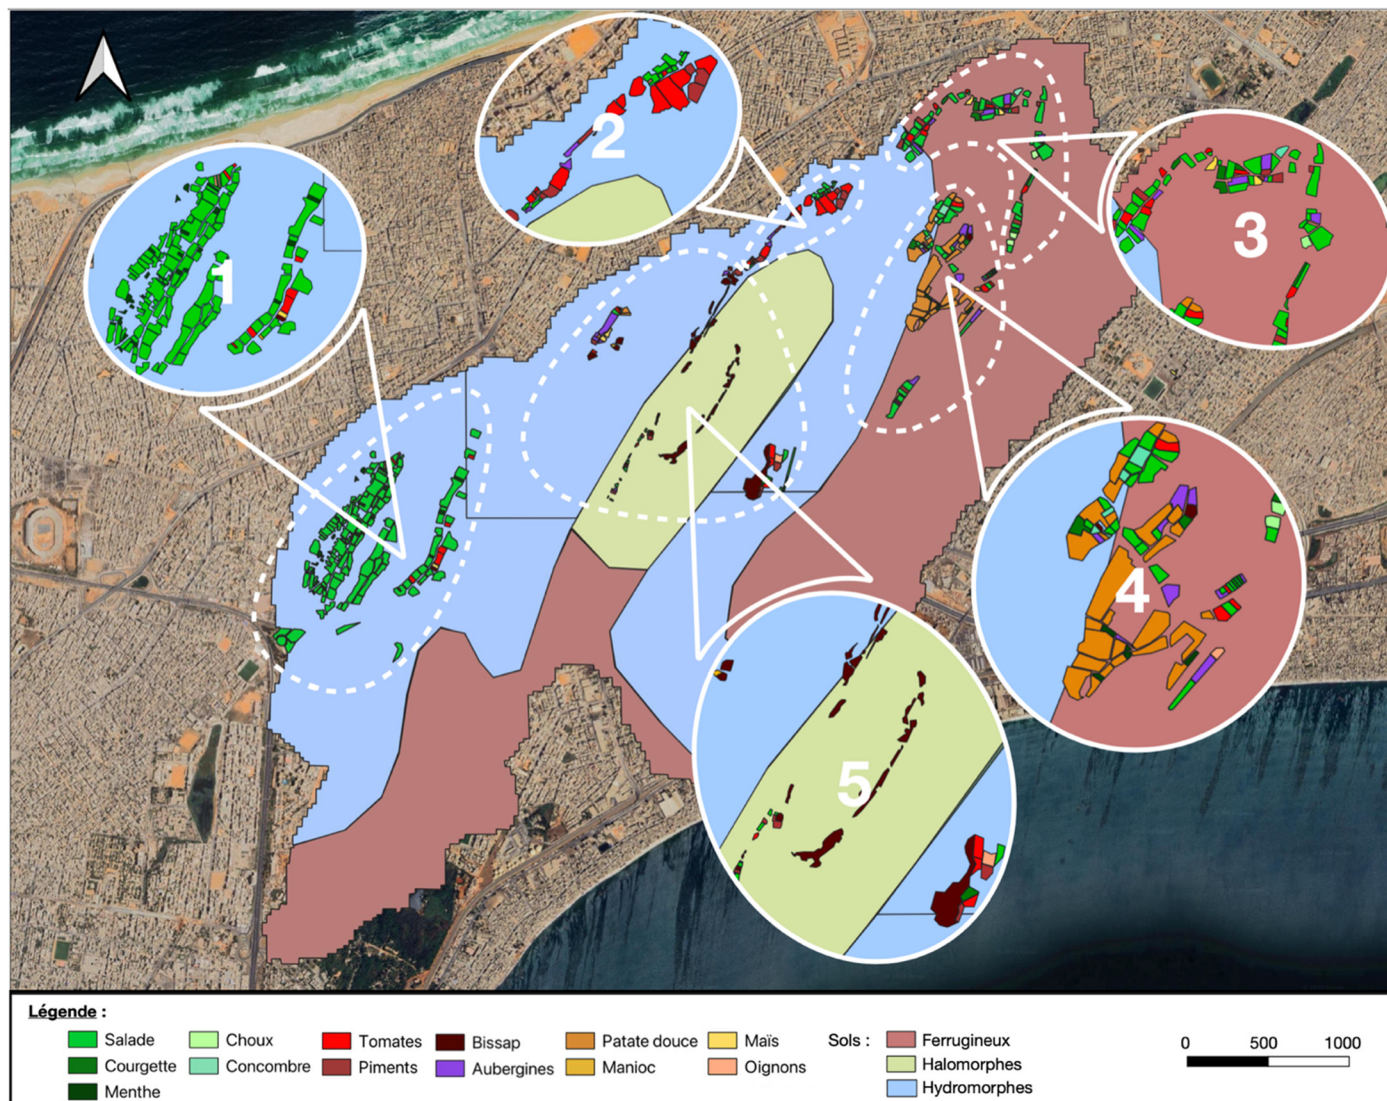 2
1
3
4
5
Légende :
Salade Choux Tomates Bissap Patate douce Maïs Sols : Ferrugineux 0 500 1000
Courgette Concombre Piments Aubergines Manioc Oignons Halomorphes
Menthe Hydromorphes